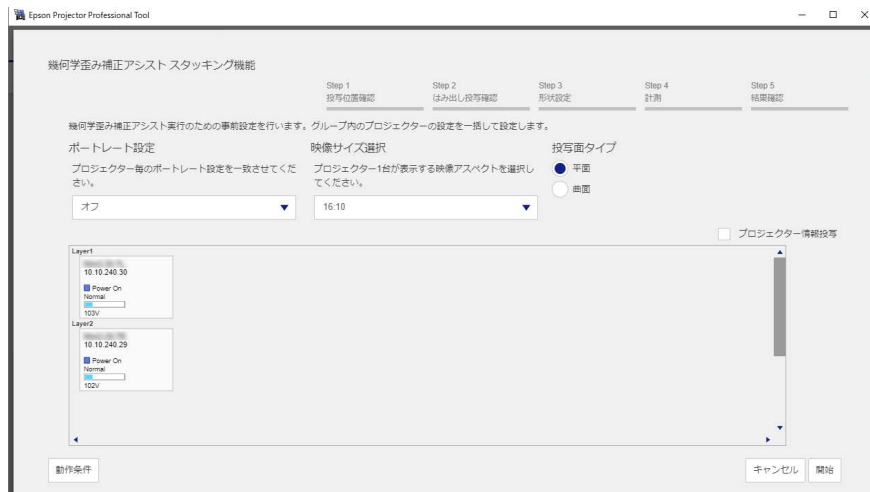 Epson Projector Professional Tool
幾何学歪み補正アシスト スタッキング機能
Step 1
投写位置確認
Step 2
はみ出し投写確認
Step 3
形状設定
Step 4
計測
Step 5
結果確認
幾何学歪み補正アシスト実行のための事前設定を行います。グループ内のプロジェクターの設定を一括して設定します。
ポートレート設定
プロジェクター毎のポートレート設定を一致させてくだ
さい。
オフ
映像サイズ選択
プロジェクター1台が表示する映像アスペクトを選択し
てください。
16:10
投写面タイプ
平面
曲面
プロジェクター情報投写
Layer1
10.10.240.30
Power On
Normal
103V
Layer2
10.10.240.29
Power On
Normal
102V
動作条件
キャンセル
開始